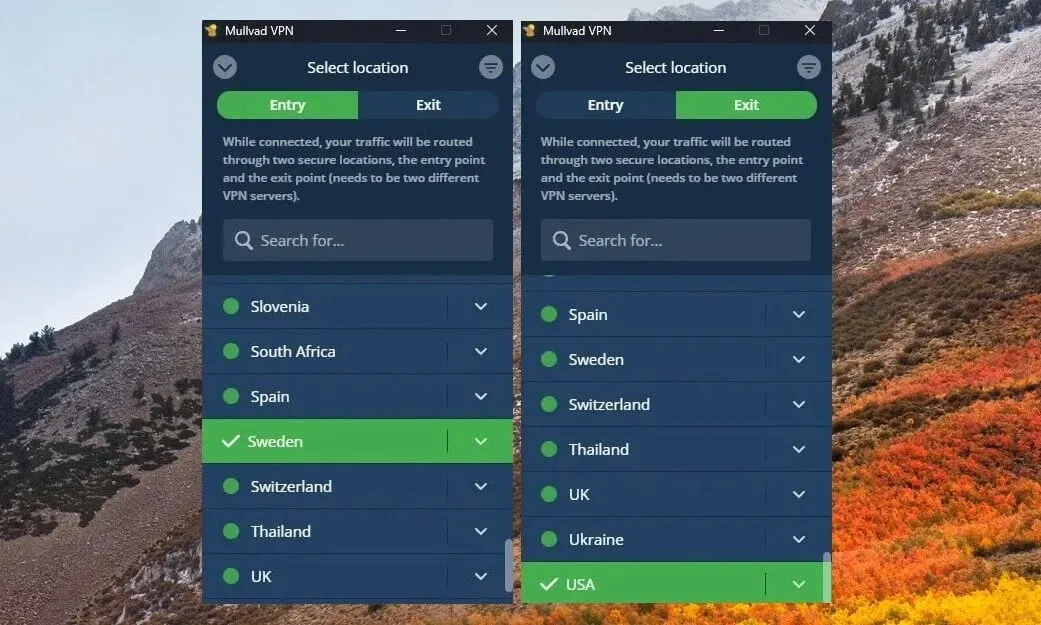 Mullvad VPN
Select location
Entry
Exit
While connected, your traffic will be routed
through two secure locations, the entry point
and the exit point (needs to be two different
VPN servers).
Search for...
Slovenia
South Africa
Spain
Sweden
Switzerland
Thailand
UK
Mullvad VPN
Select location
Entry
Exit
While connected, your traffic will be routed
through two secure locations, the entry point
and the exit point (needs to be two different
VPN servers).
Search for...
Spain
Sweden
Switzerland
Thailand
UK
Ukraine
USA